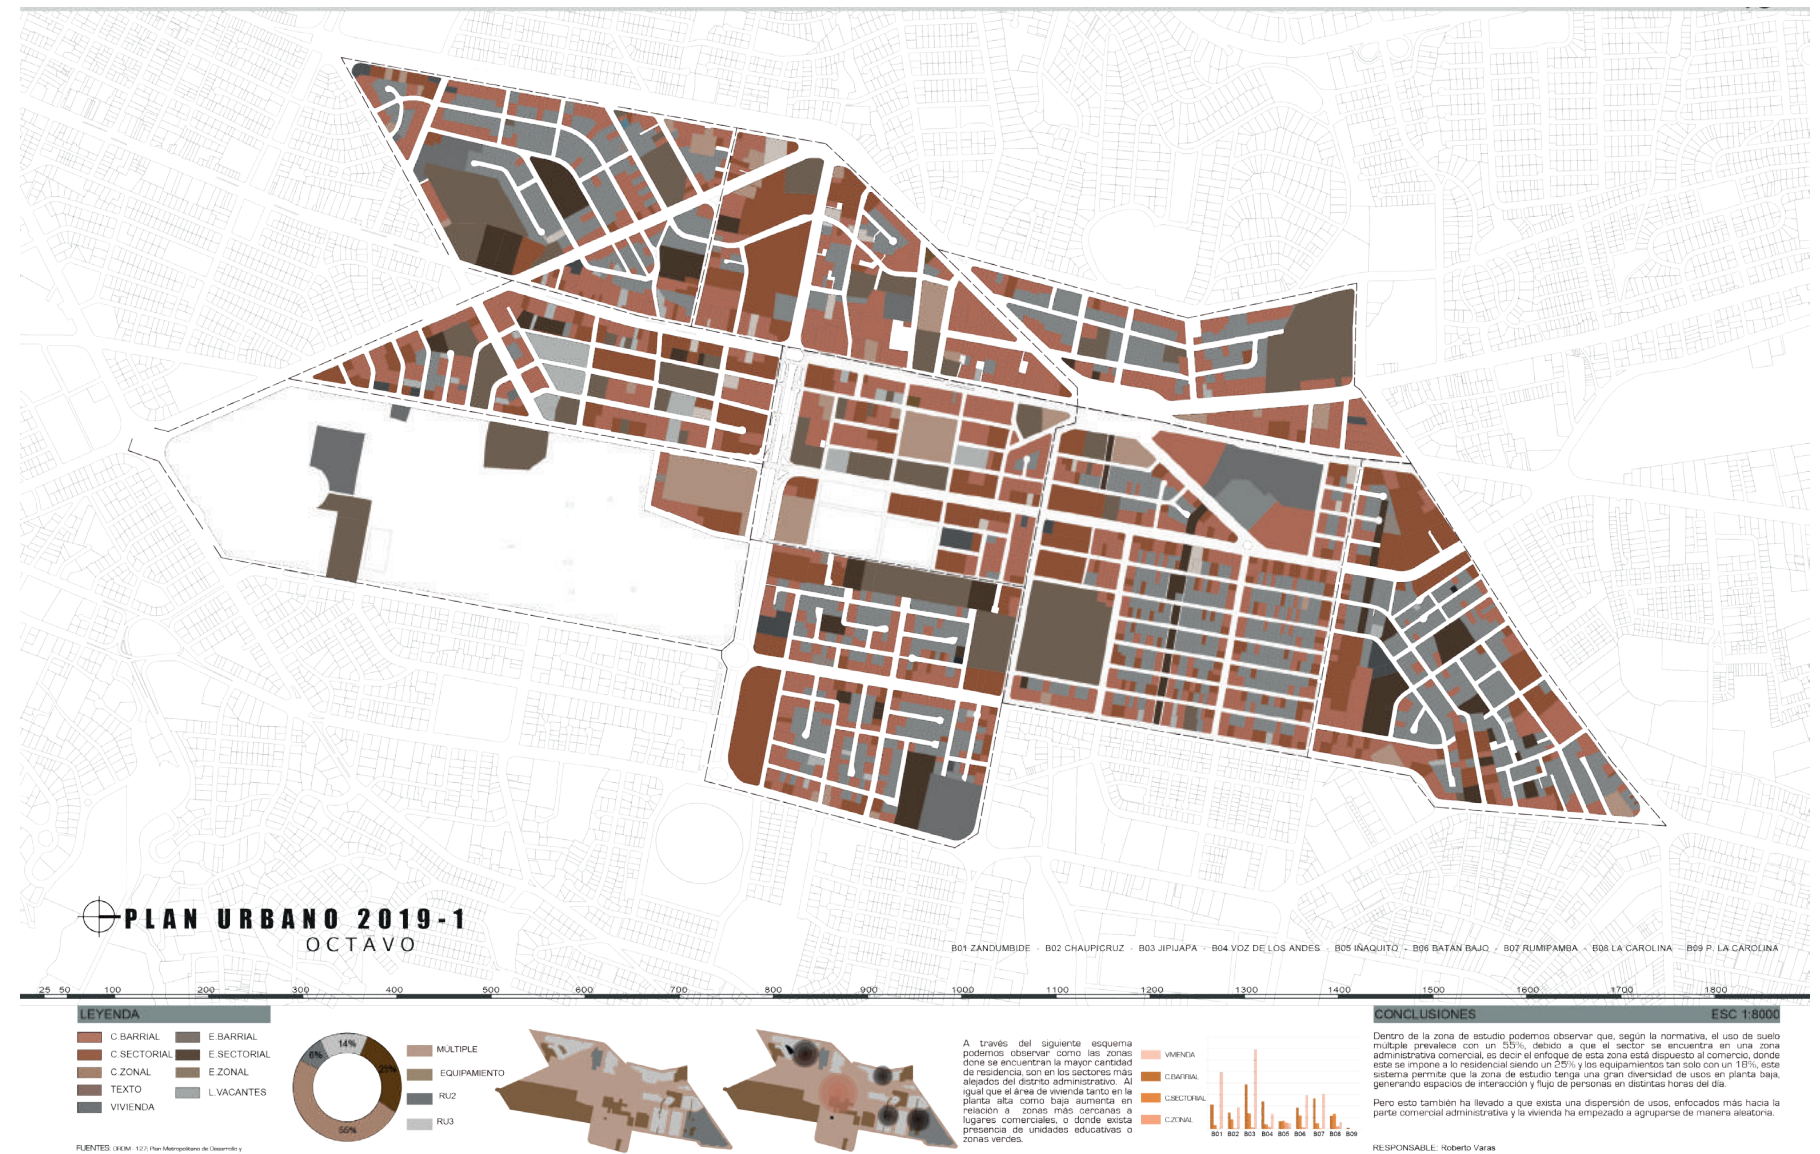 PLAN URBANO 2019-1
OCTAVO
B01 ZANDUMBIDE - B02 CHAUPICRUZ - B03 JIPIJAPA - B04 VOZ DE LOS ANDES - B05 IÑAQUITO - B06 BATAN BAJO - B07 RUMIPAMBA - B08 LA CAROLINA - B09 P. LA CAROLINA
25 50 100 200 300 400 500 600 700 800 900 1000 1100 1200 1300 1400 1500 1600 1700 1800
LEYENDA
C.BARRIAL
C.SECTORIAL
C.ZONAL
TEXTO
VIVIENDA
E.BARRIAL
E.SECTORIAL
E.ZONAL
L.VACANTES
FUENTES: DRDM - 127; Plan Metropolitano de Desarrollo y
14%
6%
25%
55%
MÚLTIPLE
EQUIPAMIENTO
RU2
RU3
A través del siguiente esquema
podemos observar como las zonas
done se encuentran la mayor cantidad
de residencia, son en los sectores más
alejados del distrito administrativo. Al
igual que el área de vivienda tanto en la
planta alta como baja aumenta en
relación a zonas más cercanas a
lugares comerciales, o donde exista
presencia de unidades educativas o
zonas verdes.
VIVIENDA
C.BARRIAL
C.SECTORIAL
C.ZONAL
B01 B02 B03 B04 B05 B06 B07 B08 B09
CONCLUSIONES ESC 1:8000
Dentro de la zona de estudio podemos observar que, según la normativa, el uso de suelo
múltiple prevalece con un 55%, debido a que el sector se encuentra en una zona
administrativa comercial, es decir el enfoque de esta zona está dispuesto al comercio, donde
este se impone a lo residencial siendo un 25% y los equipamientos tan solo con un 18%, este
sistema permite que la zona de estudio tenga una gran diversidad de usos en planta baja,
generando espacios de interacción y flujo de personas en distintas horas del día.
Pero esto también ha llevado a que exista una dispersión de usos, enfocados más hacia la
parte comercial administrativa y la vivienda ha empezado a agruparse de manera aleatoria.
RESPONSABLE: Roberto Varas